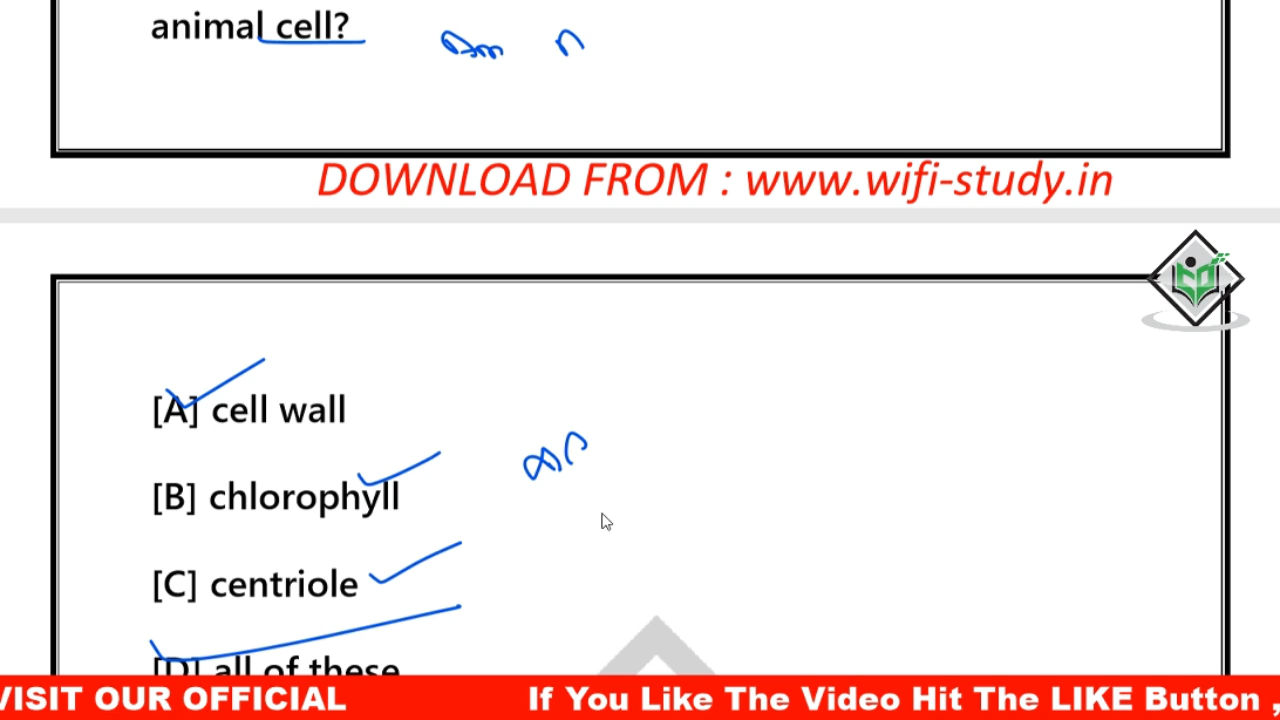 animal cell?
DOWNLOAD FROM : www.wifi-study.in
[A] cell wall
[B] chlorophyll
[C] centriole
[D] all of these
VISIT OUR OFFICIAL If You Like The Video Hit The LIKE Button ,